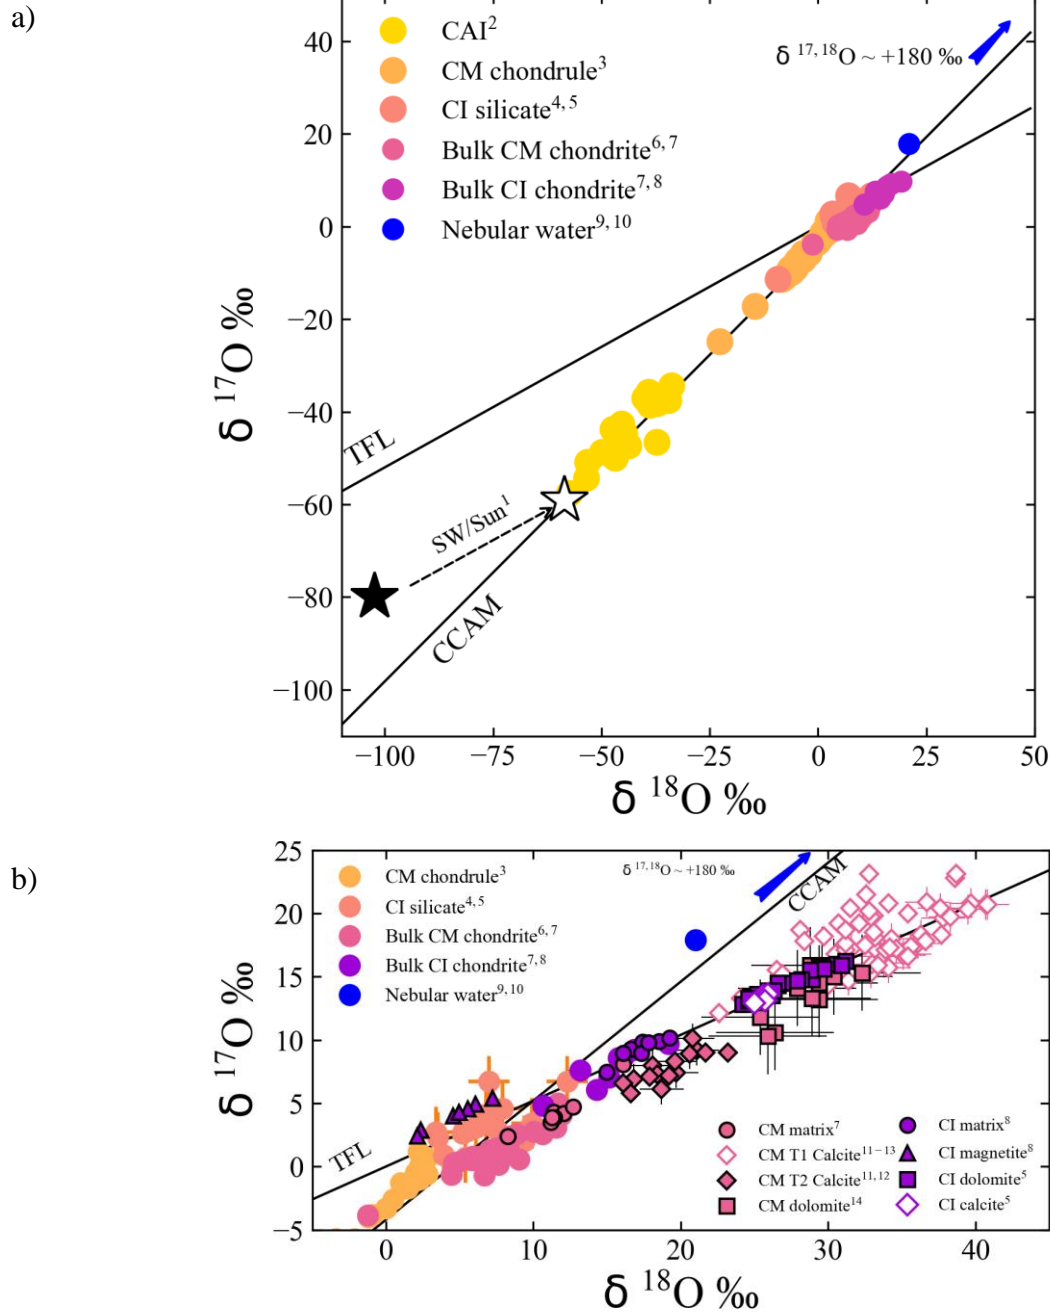 a)
CAI²
CM chondrule³
CI silicate⁴,⁵
Bulk CM chondrite⁶,⁷
Bulk CI chondrite⁷,⁸
Nebular water⁹,¹⁰
δ ¹⁷,¹⁸O ~ +180 ‰
40
20
0
−20
−40
−60
−80
−100
δ ¹⁷O ‰
TFL
SW/Sun¹
CCAM
−100
−75
−50
−25
0
25
50
δ ¹⁸O ‰
b)
CM chondrule³
CI silicate⁴,⁵
Bulk CM chondrite⁶,⁷
Bulk CI chondrite⁷,⁸
Nebular water⁹,¹⁰
δ ¹⁷,¹⁸O ~ +180 ‰
CCAM
25
20
15
10
5
0
−5
δ ¹⁷O ‰
TFL
CM matrix⁷
CM T1 Calcite¹¹⁻¹³
CM T2 Calcite¹¹,¹²
CM dolomite¹⁴
CI matrix⁸
CI magnetite⁸
CI dolomite⁵
CI calcite⁵
0
10
20
30
40
δ ¹⁸O ‰